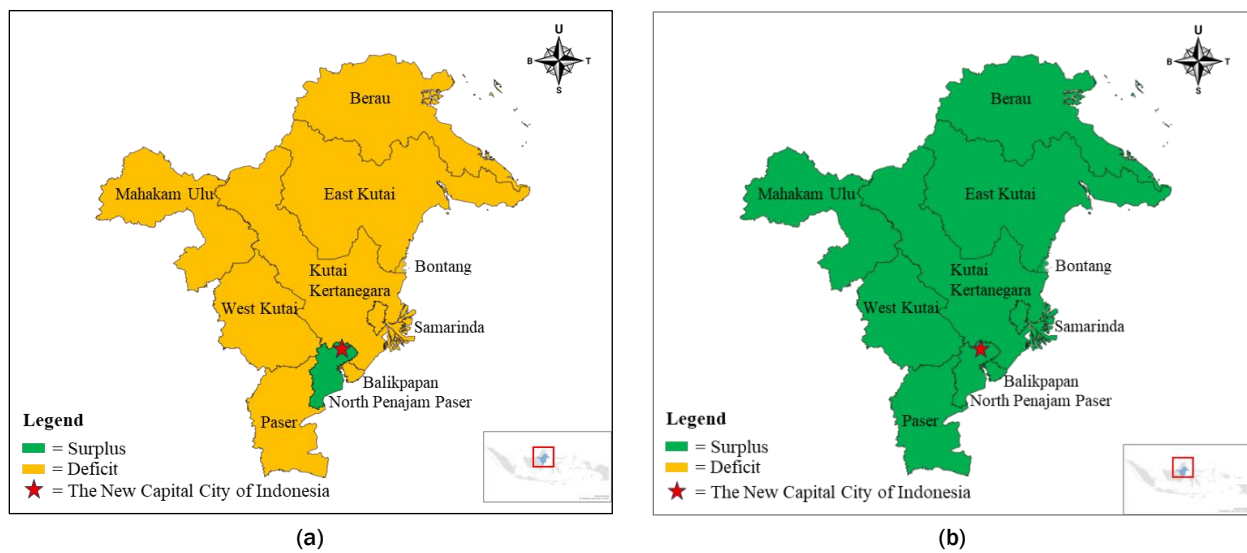 U
B T
S
Berau
Mahakam Ulu
East Kutai
Kutai
Kertanegara
Bontang
West Kutai
Samarinda
Balikpapan
North Penajam Paser
Paser
Legend
= Surplus
= Deficit
= The New Capital City of Indonesia
(a)
U
B T
S
Berau
Mahakam Ulu
East Kutai
Kutai
Kertanegara
Bontang
West Kutai
Samarinda
Balikpapan
North Penajam Paser
Paser
Legend
= Surplus
= Deficit
= The New Capital City of Indonesia
(b)